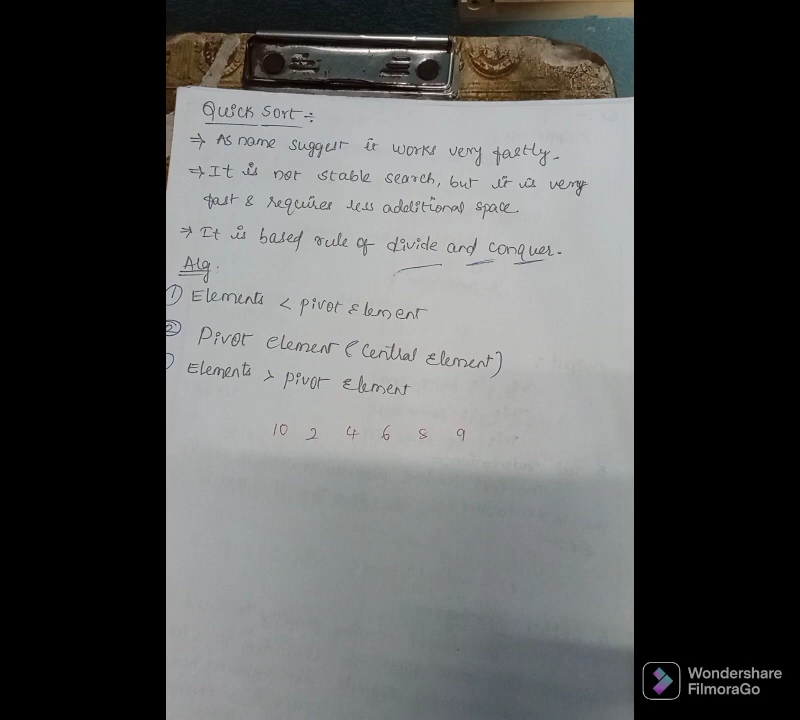 Quick Sort :-
⇒ As name suggest it works very fastly.
⇒ It is not stable search, but it is very
fast & requires less additional space.
⇒ It is based rule of divide and conquer.
Alg.
① Elements < pivot Element
② Pivot element (Central Element)
Elements > pivot Element
10 2 4 6 8 9
Wondershare
FilmoraGo